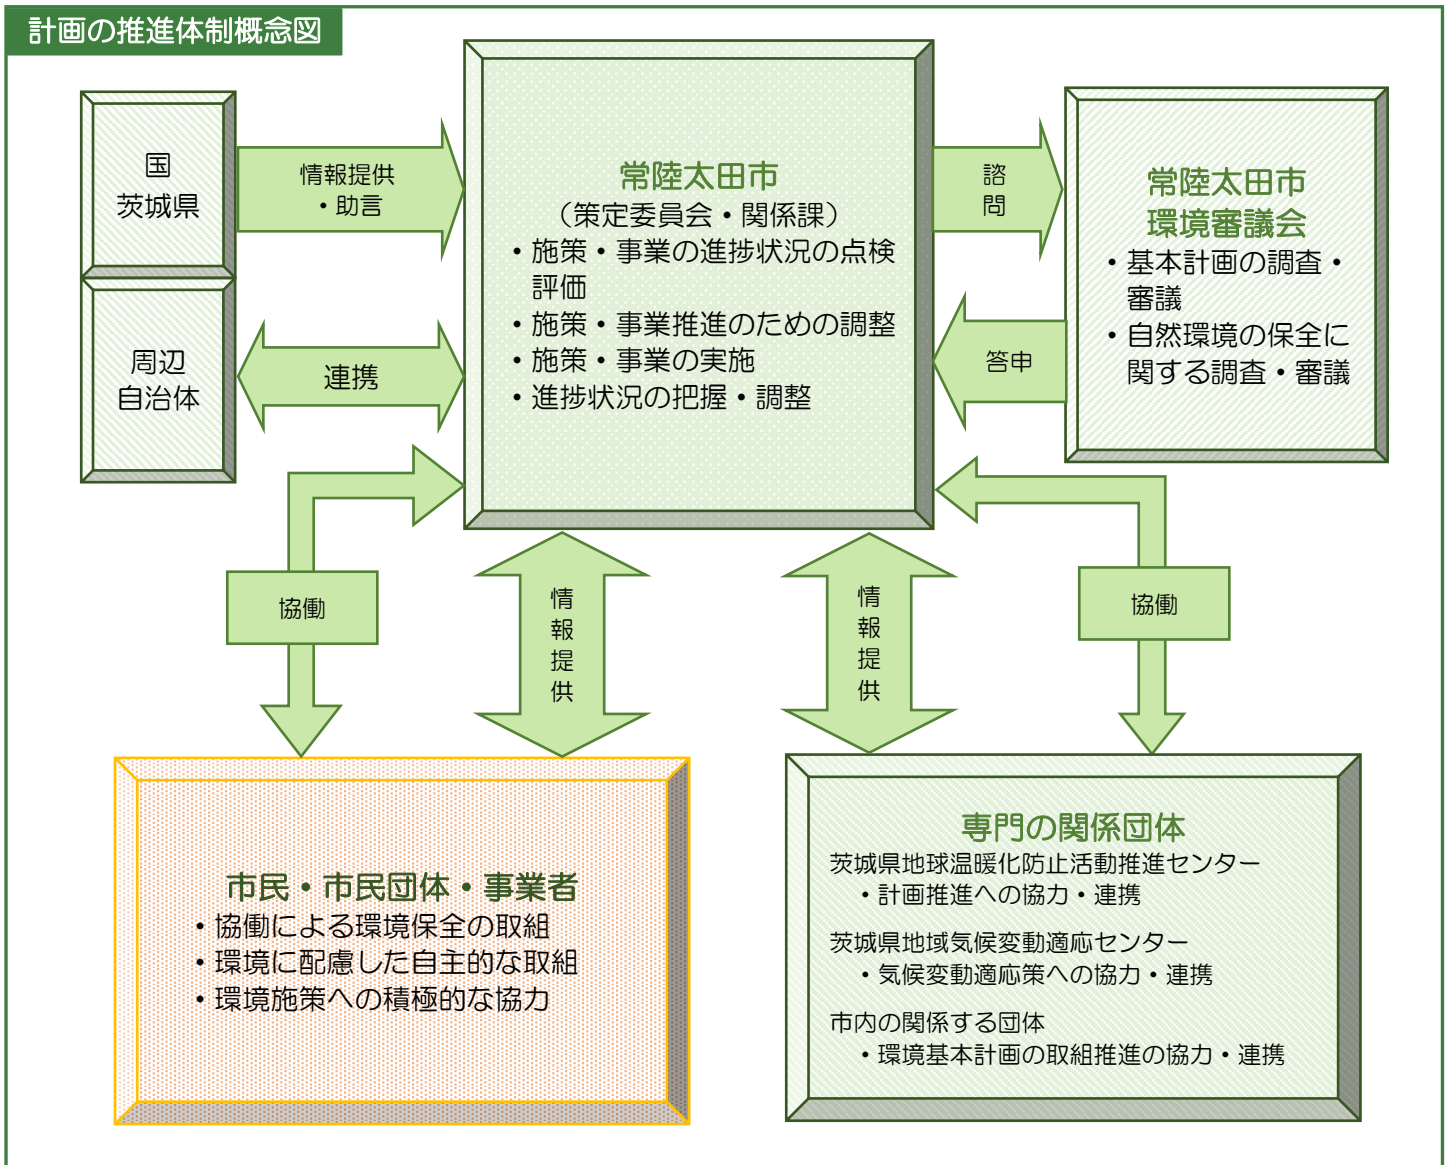 計画の推進体制概念図
国
茨城県
情報提供
・助言
周辺
自治体
連携
常陸太田市
（策定委員会・関係課）
・施策・事業の進捗状況の点検
評価
・施策・事業推進のための調整
・施策・事業の実施
・進捗状況の把握・調整
諮
問
答申
常陸太田市
環境審議会
・基本計画の調査・
審議
・自然環境の保全に
関する調査・審議
協働
情
報
提
供
情
報
提
供
協働
市民・市民団体・事業者
・協働による環境保全の取組
・環境に配慮した自主的な取組
・環境施策への積極的な協力
専門の関係団体
茨城県地球温暖化防止活動推進センター
・計画推進への協力・連携
茨城県地域気候変動適応センター
・気候変動適応策への協力・連携
市内の関係する団体
・環境基本計画の取組推進の協力・連携